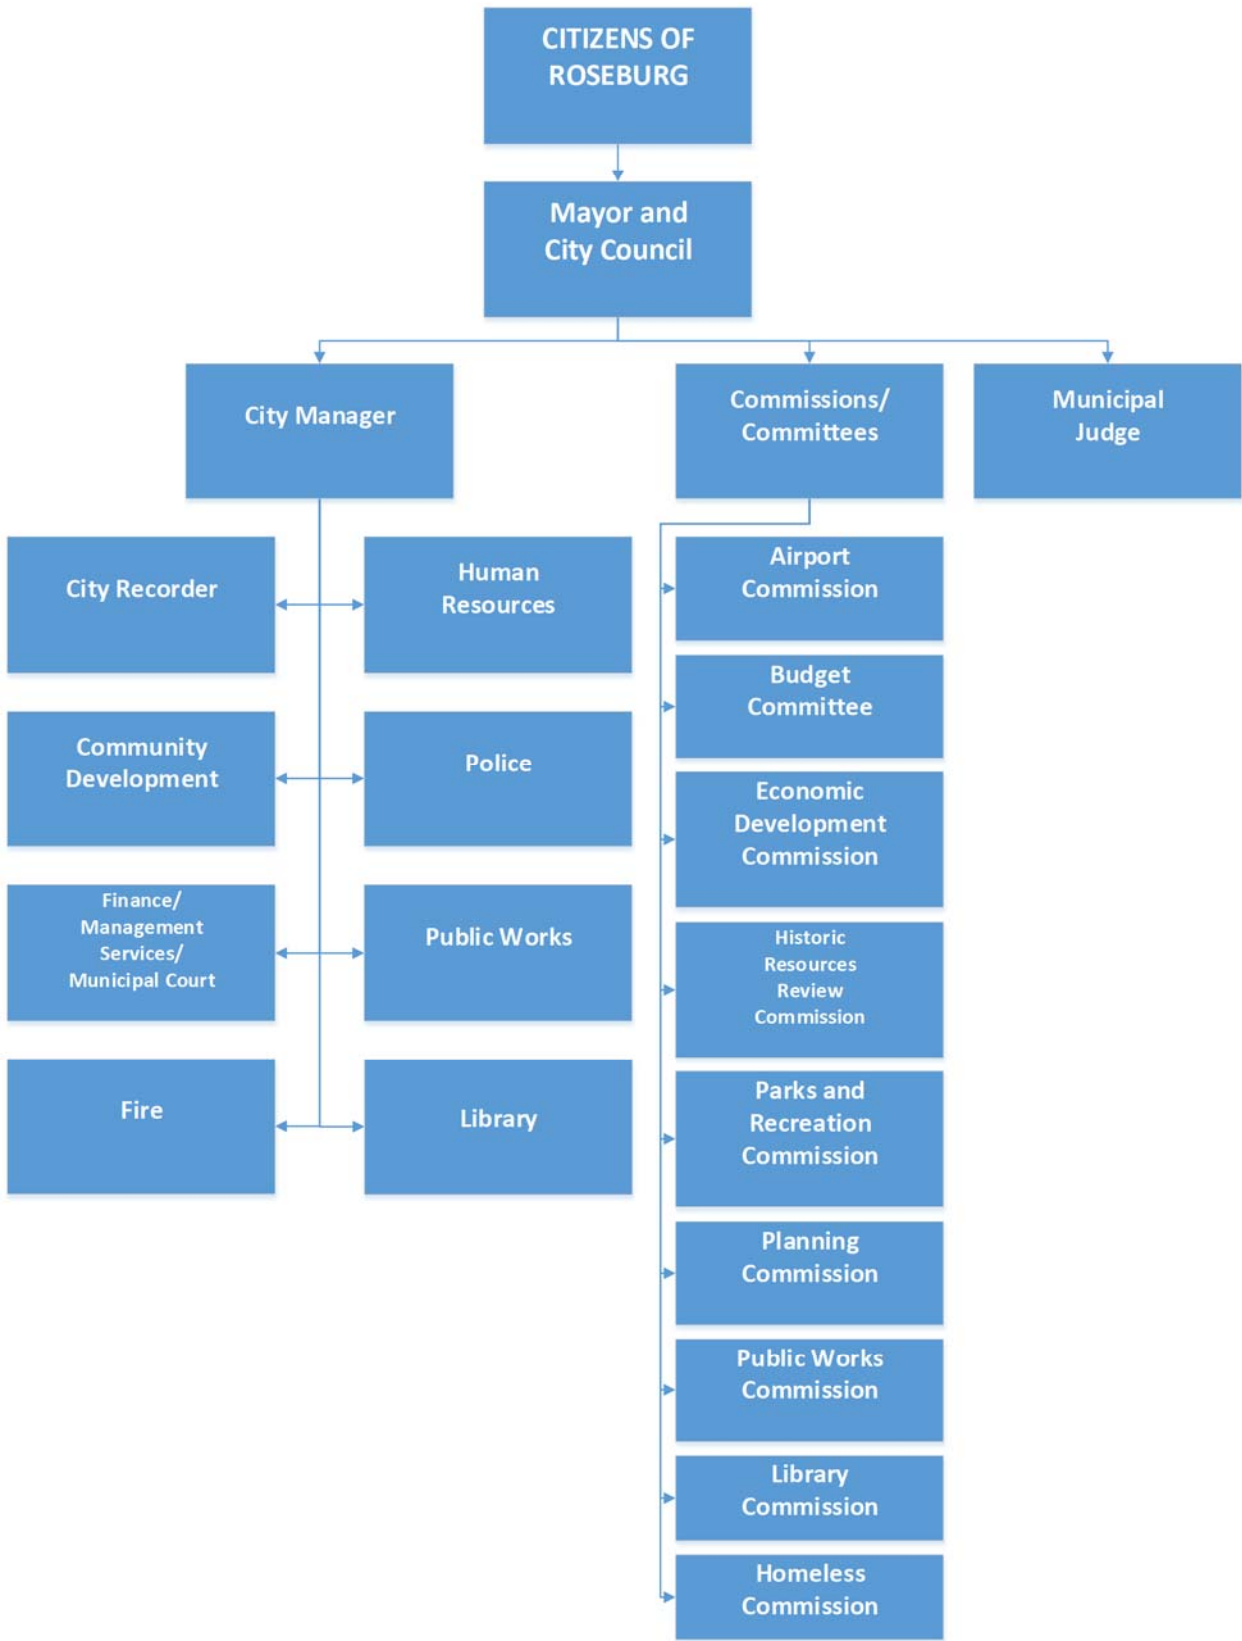 CITIZENS OF
ROSEBURG
Mayor and
City Council
City Manager
Commissions/
Committees
Municipal
Judge
City Recorder
Human
Resources
Community
Development
Police
Finance/
Management
Services/
Municipal Court
Public Works
Fire
Library
Airport
Commission
Budget
Committee
Economic
Development
Commission
Historic
Resources
Review
Commission
Parks and
Recreation
Commission
Planning
Commission
Public Works
Commission
Library
Commission
Homeless
Commission